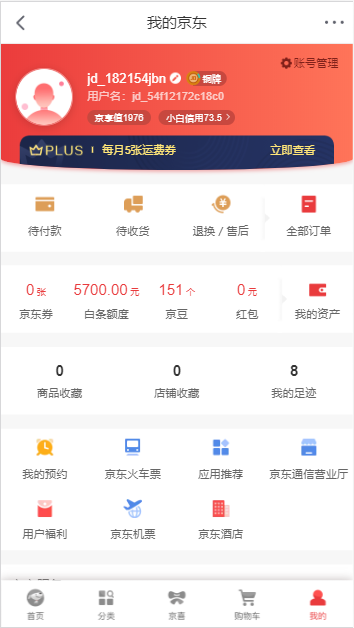 我的京东
账号管理
jd_182154jbn 铜牌
用户名：jd_54f12172c18c0
京享值1976 小白信用73.5
PLUS 每月5张运费券 立即查看
待付款 待收货 退换 / 售后 全部订单
0张 5700.00元 151个 0元
京东券 白条额度 京豆 红包 我的资产
0 0 8
商品收藏 店铺收藏 我的足迹
我的预约 京东火车票 应用推荐 京东通信营业厅
用户福利 京东机票 京东酒店
首页 分类 京喜 购物车 我的